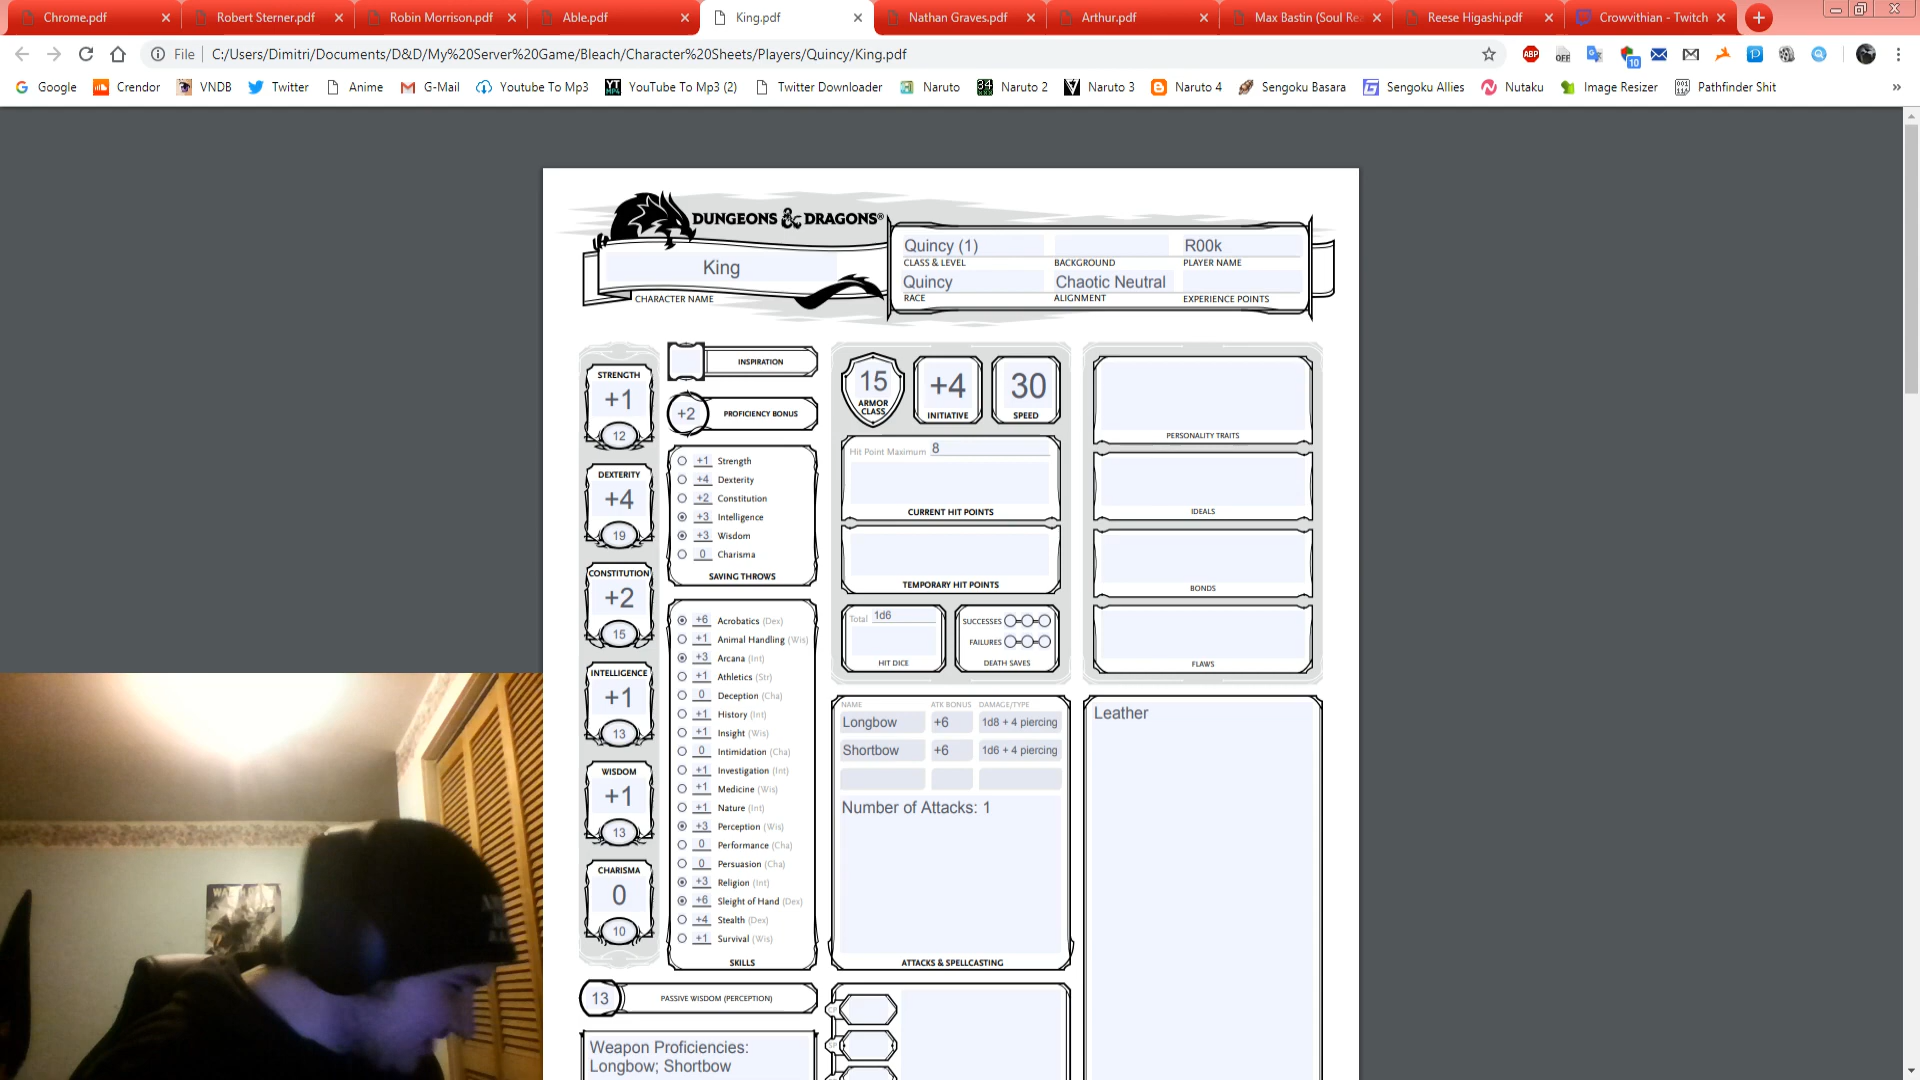 Chrome.pdf
Robert Sterner.pdf
Robin Morrison.pdf
Able.pdf
King.pdf
Nathan Graves.pdf
Arthur.pdf
Max Bastin (Soul Rea
Reese Higashi.pdf
Crowvithian - Twitch
File
C:/Users/Dimitri/Documents/D&D/My%20Server%20Game/Bleach/Character%20Sheets/Players/Quincy/King.pdf
ABP
OFF
10
Google
Crendor
VNDB
Twitter
Anime
G-Mail
Youtube To Mp3
YouTube To Mp3 (2)
Twitter Downloader
Naruto
Naruto 2
Naruto 3
Naruto 4
Sengoku Basara
Sengoku Allies
Nutaku
Image Resizer
Pathfinder Shit
DUNGEONS & DRAGONS®
King
CHARACTER NAME
Quincy (1)
R00k
CLASS & LEVEL
BACKGROUND
PLAYER NAME
Quincy
Chaotic Neutral
RACE
ALIGNMENT
EXPERIENCE POINTS
STRENGTH
+1
12
DEXTERITY
+4
19
CONSTITUTION
+2
15
INTELLIGENCE
+1
13
WISDOM
+1
13
CHARISMA
0
10
INSPIRATION
+2 PROFICIENCY BONUS
+1 Strength
+4 Dexterity
+2 Constitution
+3 Intelligence
+3 Wisdom
0 Charisma
SAVING THROWS
+6 Acrobatics (Dex)
+1 Animal Handling (Wis)
+3 Arcana (Int)
+1 Athletics (Str)
0 Deception (Cha)
+1 History (Int)
+1 Insight (Wis)
0 Intimidation (Cha)
+1 Investigation (Int)
+1 Medicine (Wis)
+1 Nature (Int)
+3 Perception (Wis)
0 Performance (Cha)
0 Persuasion (Cha)
+3 Religion (Int)
+6 Sleight of Hand (Dex)
+4 Stealth (Dex)
+1 Survival (Wis)
SKILLS
13 PASSIVE WISDOM (PERCEPTION)
Weapon Proficiencies:
Longbow; Shortbow
15
ARMOR
CLASS
+4
INITIATIVE
30
SPEED
Hit Point Maximum 8
CURRENT HIT POINTS
TEMPORARY HIT POINTS
Total 1d6
HIT DICE
SUCCESSES
FAILURES
DEATH SAVES
NAME ATK BONUS DAMAGE/TYPE
Longbow +6 1d8 + 4 piercing
Shortbow +6 1d6 + 4 piercing
Number of Attacks: 1
ATTACKS & SPELLCASTING
CP
SP
PERSONALITY TRAITS
IDEALS
BONDS
FLAWS
Leather